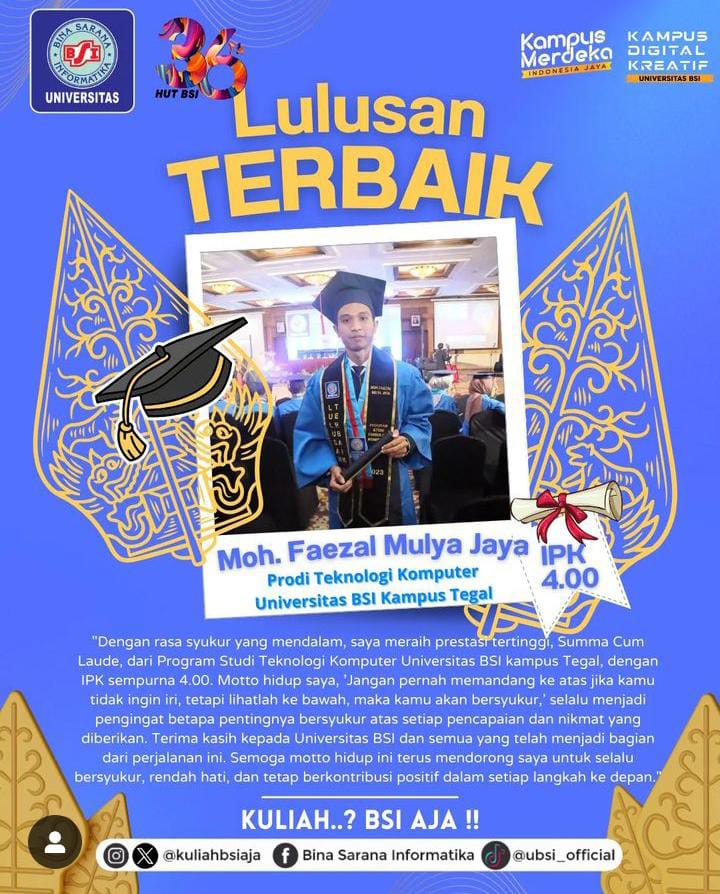 BINA SARANA
BSI
INFORMATIKA
UNIVERSITAS
36
HUT BSI
Kampus
Merdeka
INDONESIA JAYA
KAMPUS
DIGITAL
KREATIF
UNIVERSITAS BSI
Lulusan
TERBAIK
2023
Moh. Faezal Mulya Jaya
Prodi Teknologi Komputer
Universitas BSI Kampus Tegal
IPK
4.00
"Dengan rasa syukur yang mendalam, saya meraih prestasi tertinggi, Summa Cum
Laude, dari Program Studi Teknologi Komputer Universitas BSI kampus Tegal, dengan
IPK sempurna 4.00. Motto hidup saya, 'Jangan pernah memandang ke atas jika kamu
tidak ingin iri, tetapi lihatlah ke bawah, maka kamu akan bersyukur,' selalu menjadi
pengingat betapa pentingnya bersyukur atas setiap pencapaian dan nikmat yang
diberikan. Terima kasih kepada Universitas BSI dan semua yang telah menjadi bagian
dari perjalanan ini. Semoga motto hidup ini terus mendorong saya untuk selalu
bersyukur, rendah hati, dan tetap berkontribusi positif dalam setiap langkah ke depan."
KULIAH..? BSI AJA !!
@kuliahbsiaja Bina Sarana Informatika @ubsi_official